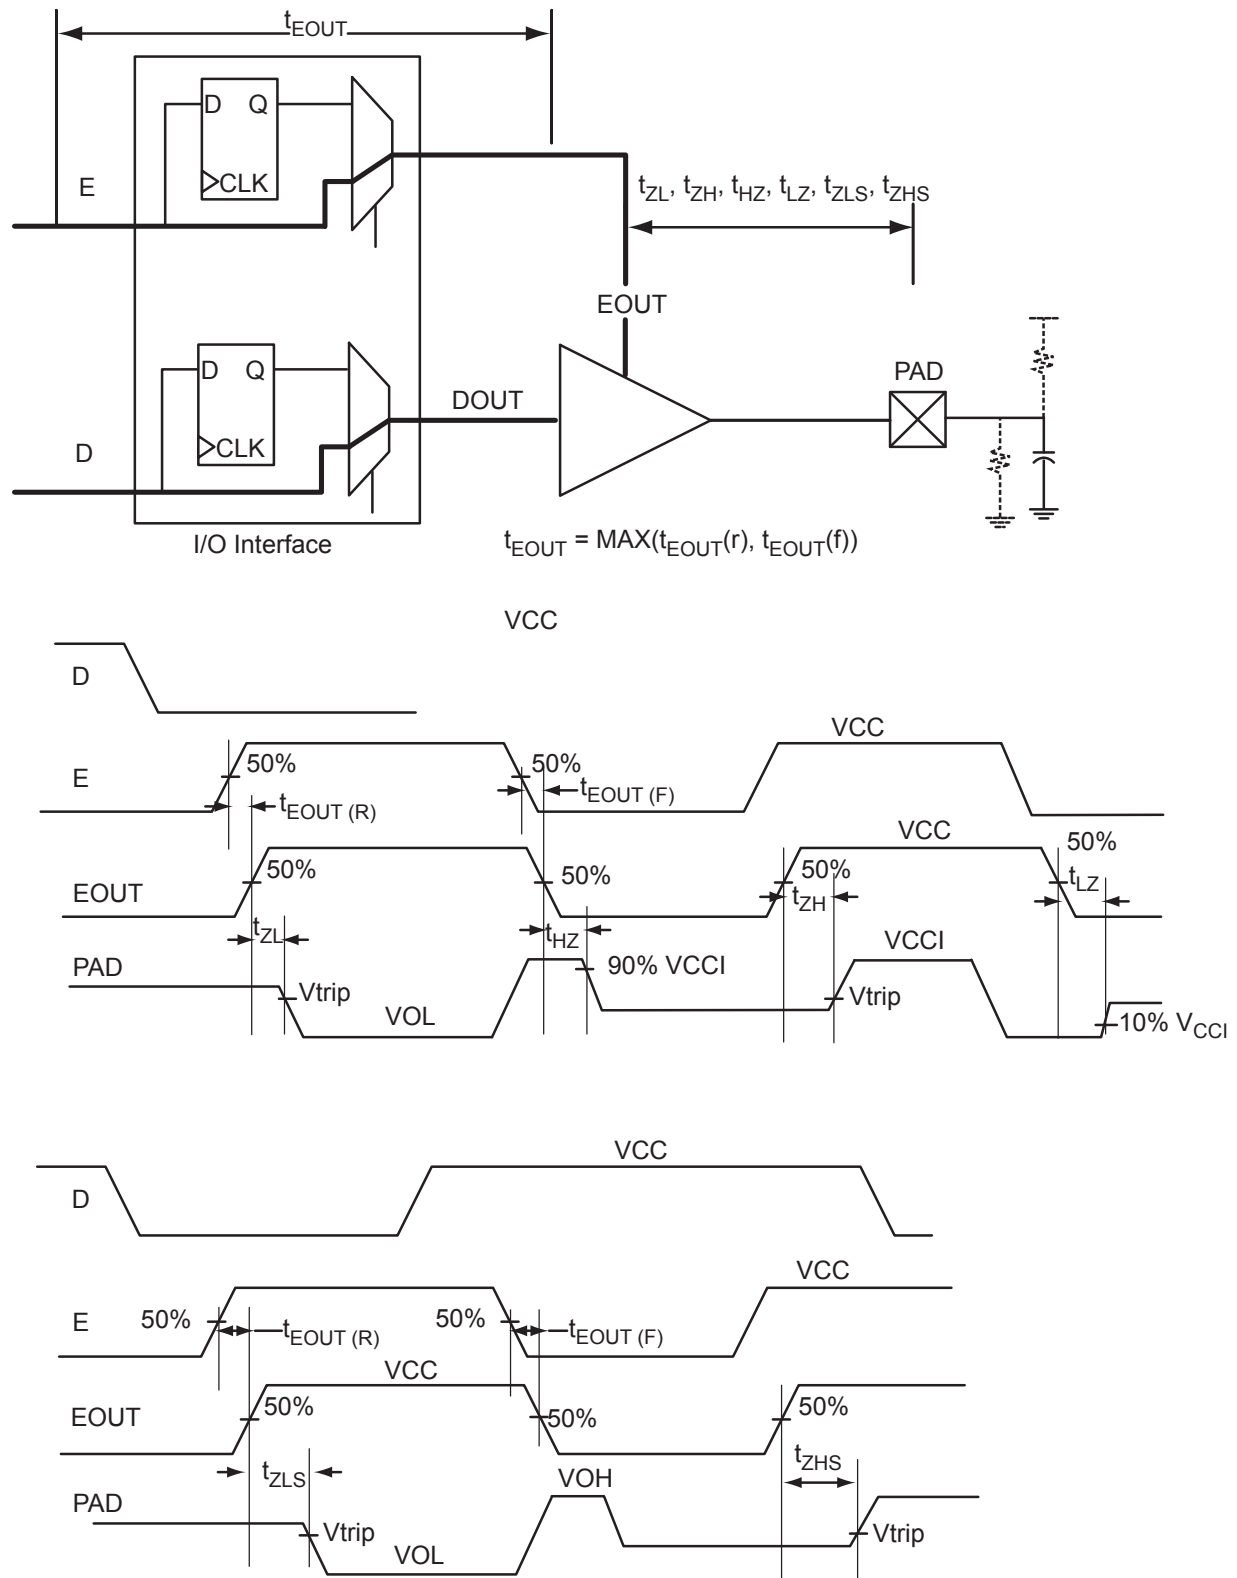 tEOUT
D Q
CLK
E
tZL, tZH, tHZ, tLZ, tZLS, tZHS
EOUT
D Q
CLK
D
DOUT
PAD
I/O Interface
tEOUT = MAX(tEOUT(r), tEOUT(f))
VCC
D
VCC
E
50%
50%
tEOUT (R)
tEOUT (F)
VCC
50%
EOUT
50%
50%
50%
tZL
tHZ
tZH
tLZ
PAD
90% VCCI
VCCI
Vtrip
Vtrip
VOL
10% VCCI
VCC
D
VCC
E
50%
tEOUT (R)
50%
tEOUT (F)
VCC
EOUT
50%
50%
50%
tZLS
tZHS
VOH
PAD
Vtrip
Vtrip
VOL